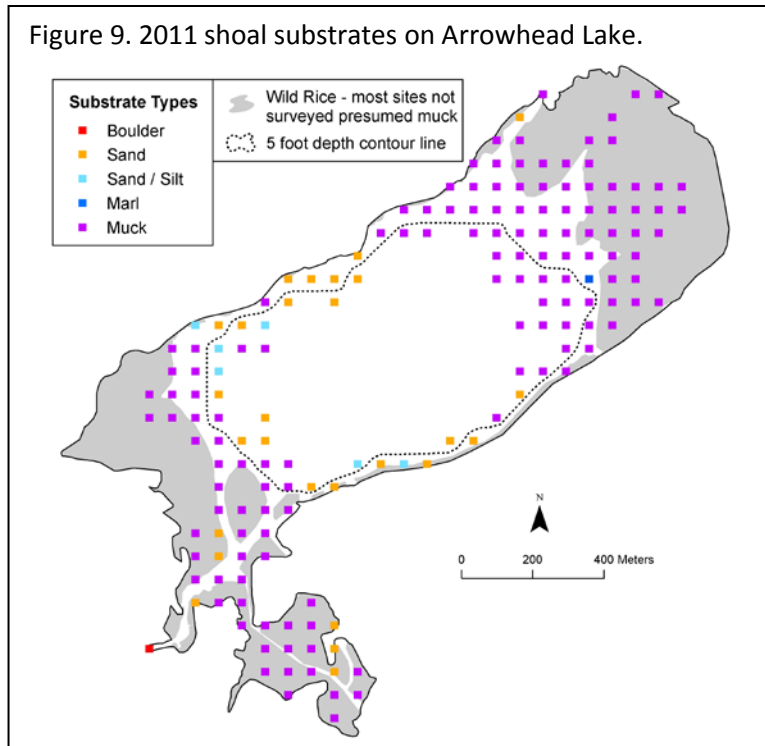 Figure 9. 2011 shoal substrates on Arrowhead Lake.
Substrate Types
Boulder
Sand
Sand / Silt
Marl
Muck
Wild Rice - most sites not
surveyed presumed muck
5 foot depth contour line
N
0 200 400 Meters